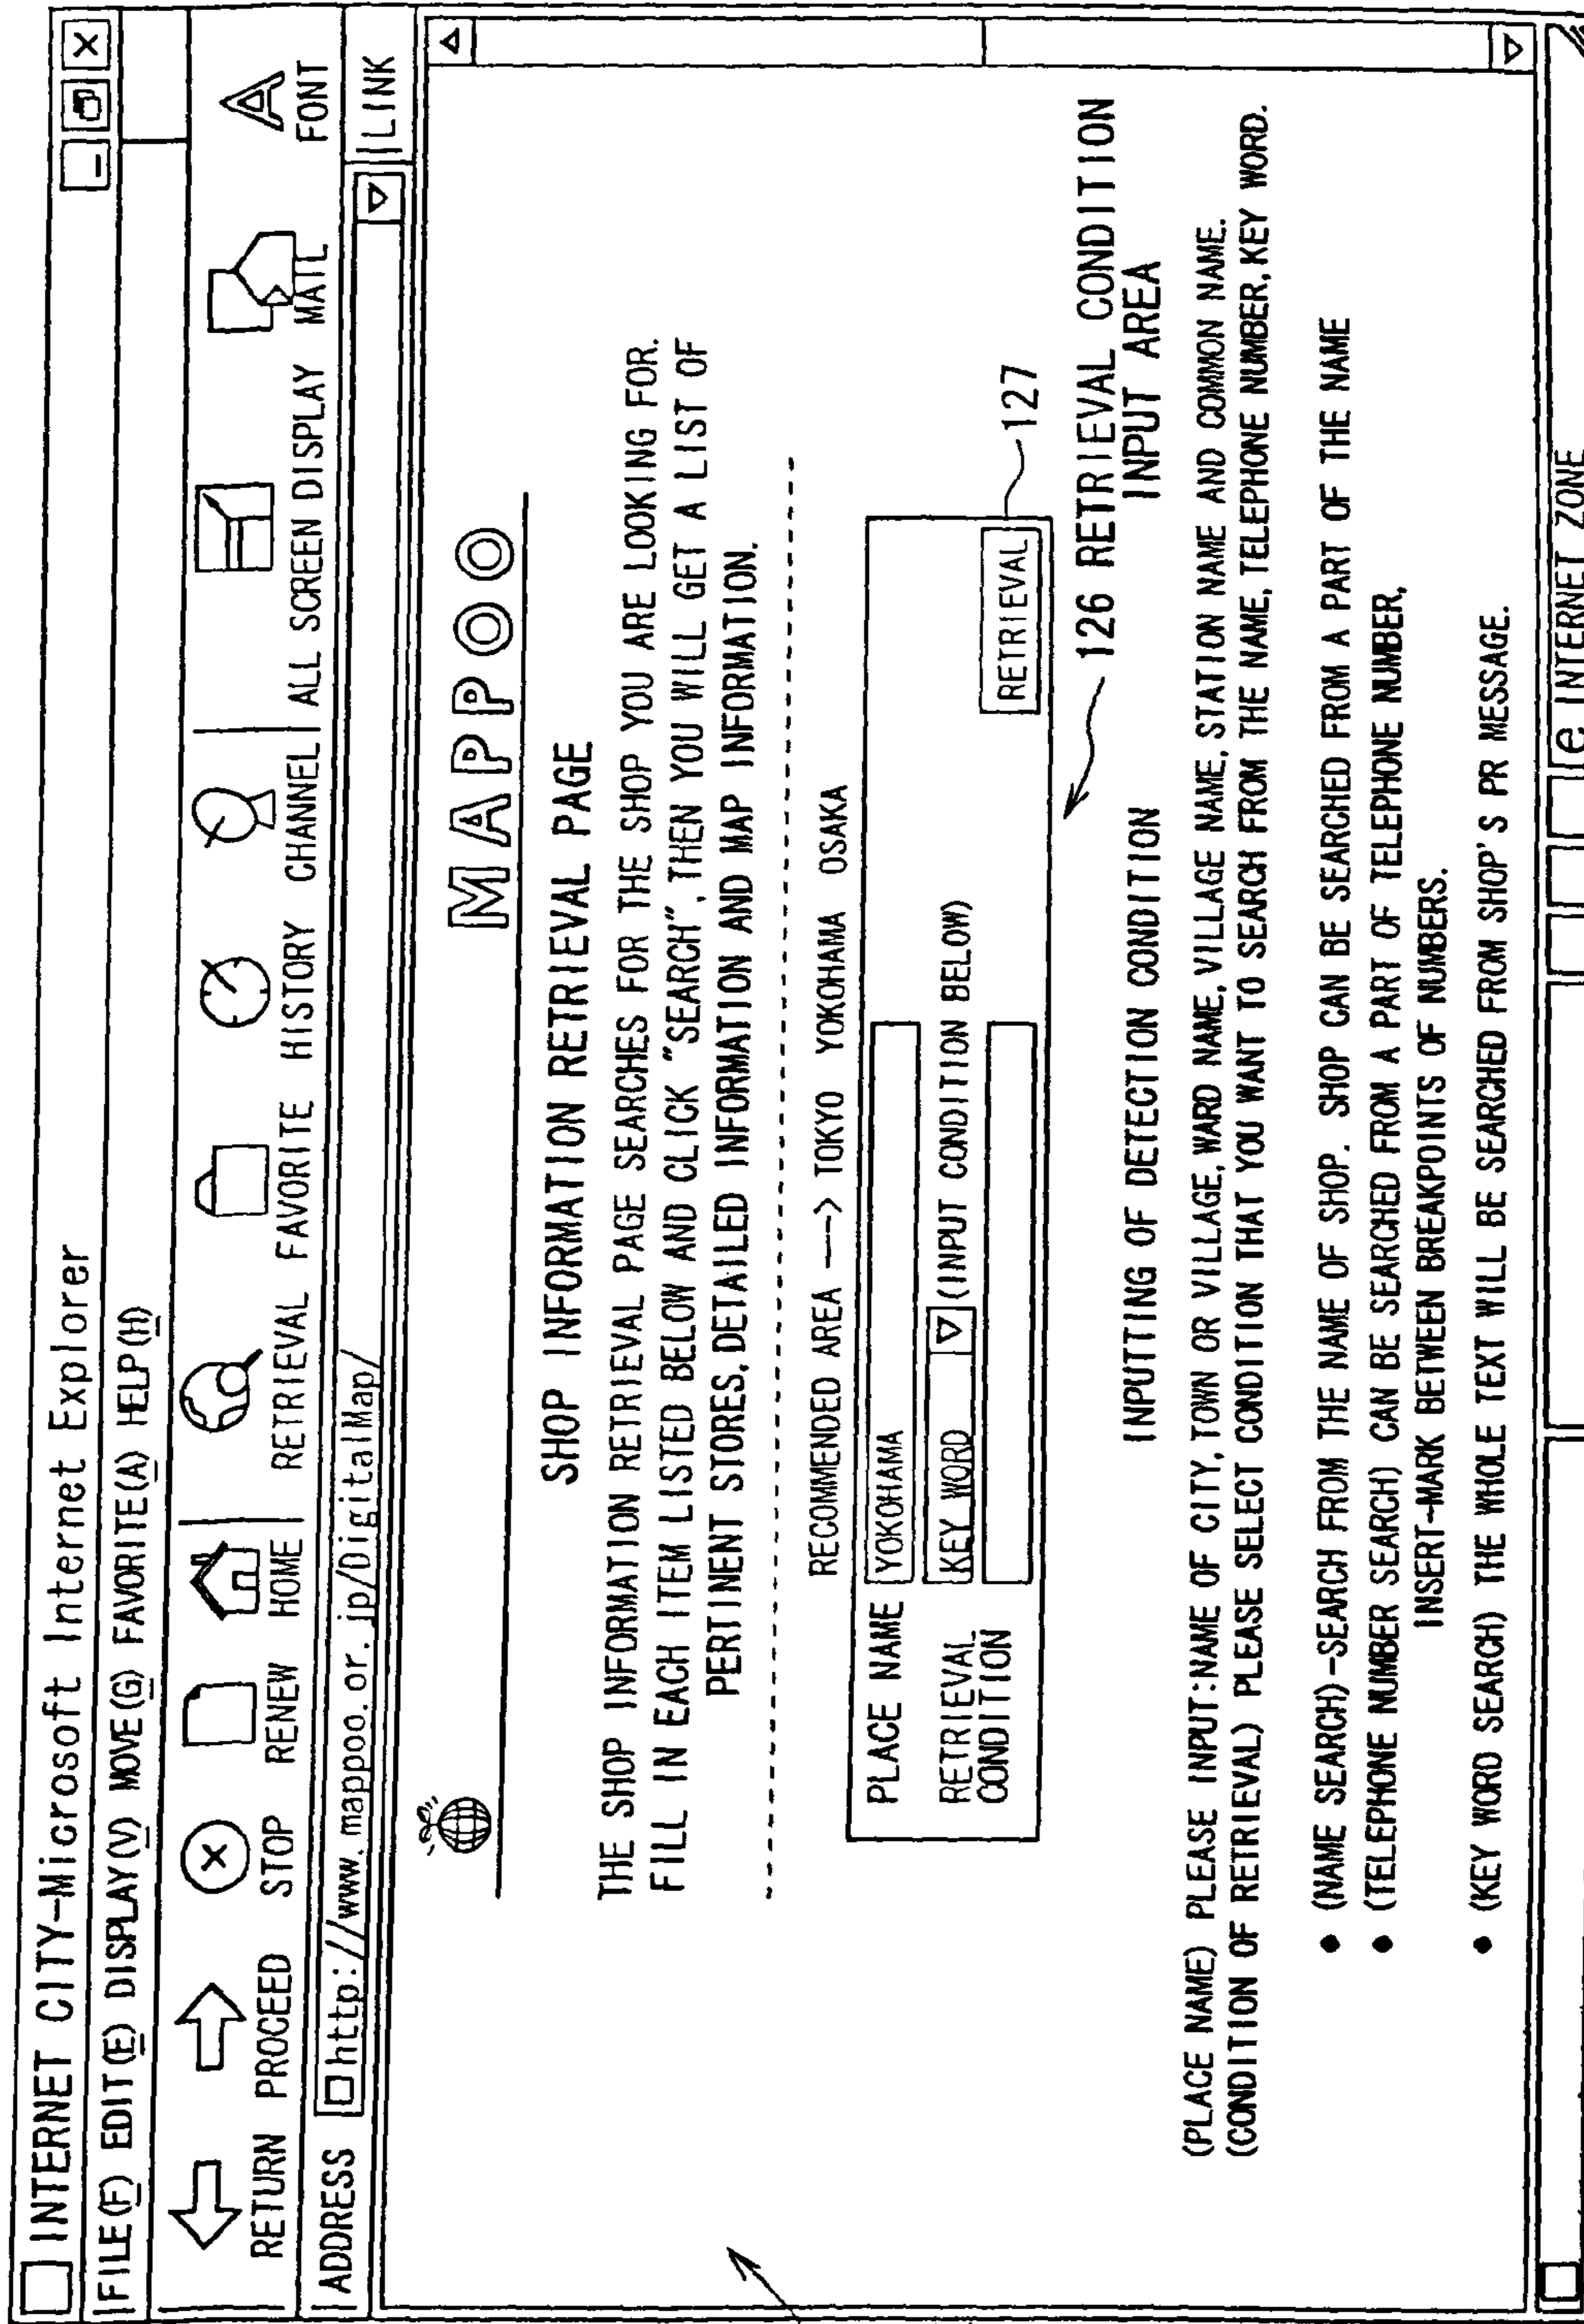 INTERNET CITY-Microsoft Internet Explorer
FILE(F) EDIT(E) DISPLAY(V) MOVE(G) FAVORITE(A) HELP(H)
RETURN PROCEED STOP RENEW HOME RETRIEVAL FAVORITE HISTORY CHANNEL ALL SCREEN DISPLAY MAIL FONT
ADDRESS http://www.mappoo.or.jp/DigitalMap/ LINK
MAPPOO
SHOP INFORMATION RETRIEVAL PAGE
THE SHOP INFORMATION RETRIEVAL PAGE SEARCHES FOR THE SHOP YOU ARE LOOKING FOR.
FILL IN EACH ITEM LISTED BELOW AND CLICK "SEARCH", THEN YOU WILL GET A LIST OF
PERTINENT STORES, DETAILED INFORMATION AND MAP INFORMATION.
RECOMMENDED AREA ---> TOKYO YOKOHAMA OSAKA
PLACE NAME YOKOHAMA
RETRIEVAL CONDITION KEY WORD (INPUT CONDITION BELOW)
RETRIEVAL 127
126 RETRIEVAL CONDITION
INPUT AREA
INPUTTING OF DETECTION CONDITION
(PLACE NAME) PLEASE INPUT:NAME OF CITY, TOWN OR VILLAGE, WARD NAME, VILLAGE NAME, STATION NAME AND COMMON NAME.
(CONDITION OF RETRIEVAL) PLEASE SELECT CONDITION THAT YOU WANT TO SEARCH FROM THE NAME, TELEPHONE NUMBER, KEY WORD.
• (NAME SEARCH)-SEARCH FROM THE NAME OF SHOP. SHOP CAN BE SEARCHED FROM A PART OF THE NAME
• (TELEPHONE NUMBER SEARCH) CAN BE SEARCHED FROM A PART OF TELEPHONE NUMBER,
INSERT-MARK BETWEEN BREAKPOINTS OF NUMBERS.
• (KEY WORD SEARCH) THE WHOLE TEXT WILL BE SEARCHED FROM SHOP'S PR MESSAGE.
e INTERNET ZONE